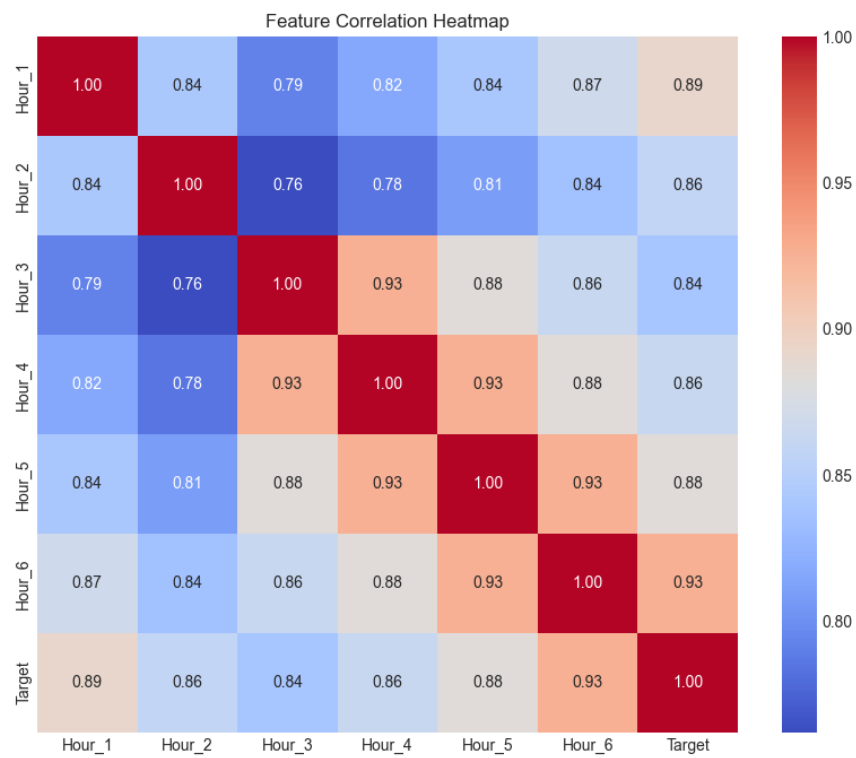 Feature Correlation Heatmap
Hour_1 1.00 0.84 0.79 0.82 0.84 0.87 0.89
Hour_2 0.84 1.00 0.76 0.78 0.81 0.84 0.86
Hour_3 0.79 0.76 1.00 0.93 0.88 0.86 0.84
Hour_4 0.82 0.78 0.93 1.00 0.93 0.88 0.86
Hour_5 0.84 0.81 0.88 0.93 1.00 0.93 0.88
Hour_6 0.87 0.84 0.86 0.88 0.93 1.00 0.93
Target 0.89 0.86 0.84 0.86 0.88 0.93 1.00
Hour_1 Hour_2 Hour_3 Hour_4 Hour_5 Hour_6 Target
1.00
0.95
0.90
0.85
0.80